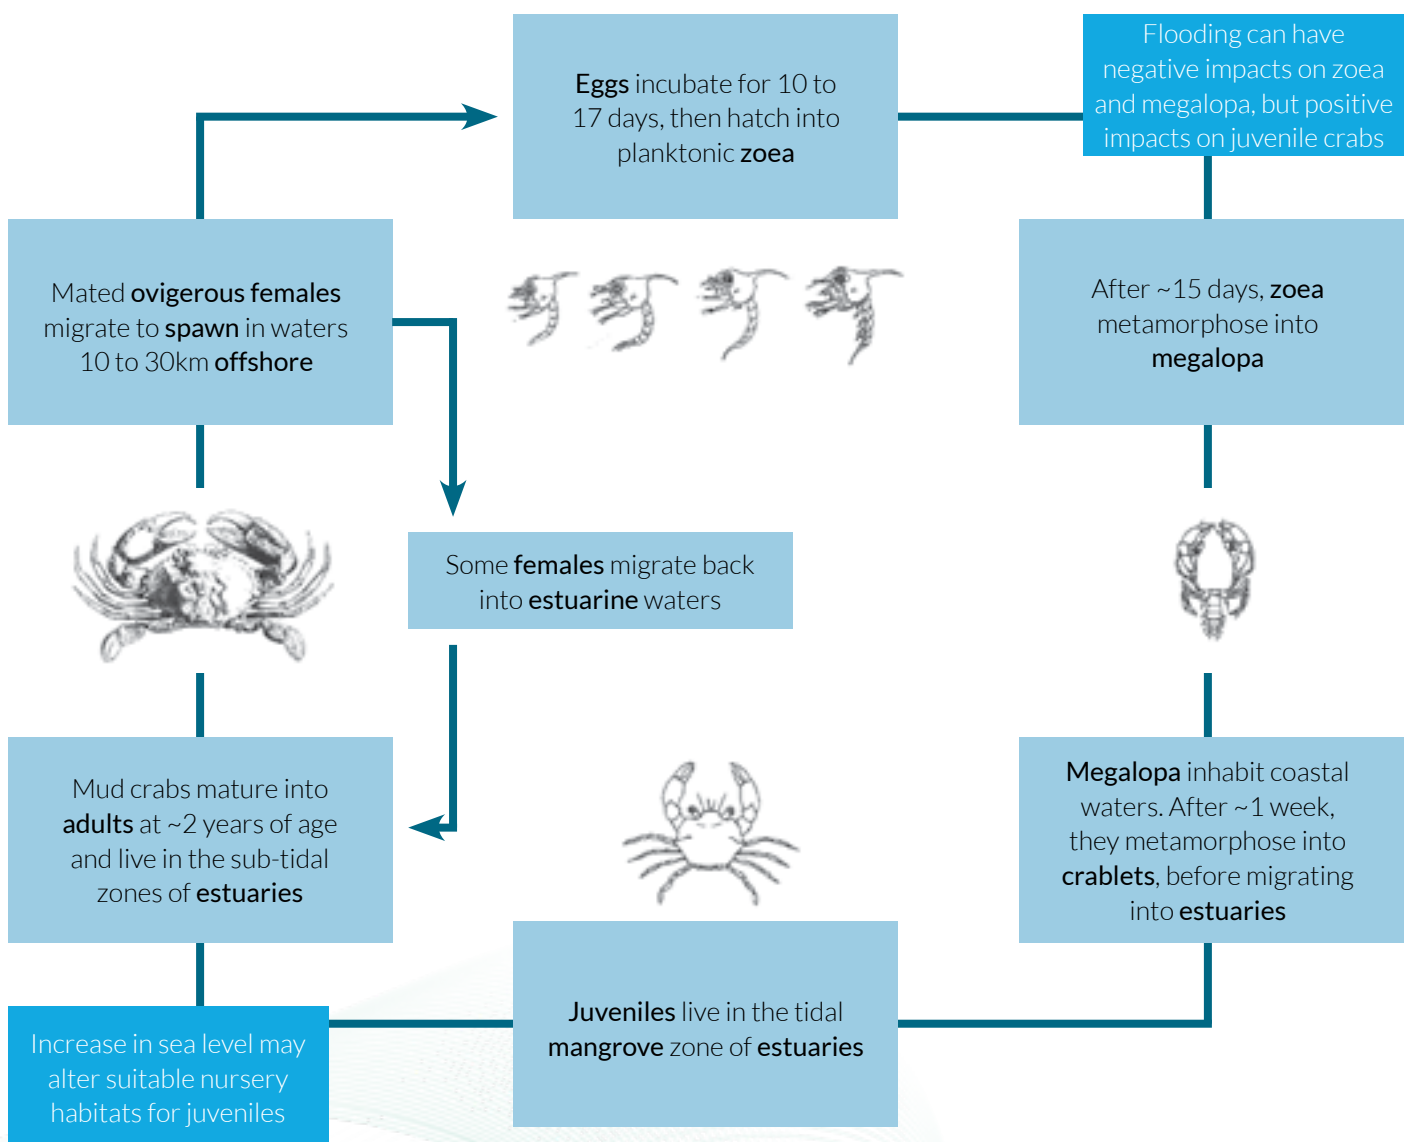 Eggs incubate for 10 to
17 days, then hatch into
planktonic zoea
Flooding can have
negative impacts on zoea
and megalopa, but positive
impacts on juvenile crabs
Mated ovigerous females
migrate to spawn in waters
10 to 30km offshore
After ~15 days, zoea
metamorphose into
megalopa
Some females migrate back
into estuarine waters
Mud crabs mature into
adults at ~2 years of age
and live in the sub-tidal
zones of estuaries
Megalopa inhabit coastal
waters. After ~1 week,
they metamorphose into
crablets, before migrating
into estuaries
Juveniles live in the tidal
mangrove zone of estuaries
Increase in sea level may
alter suitable nursery
habitats for juveniles